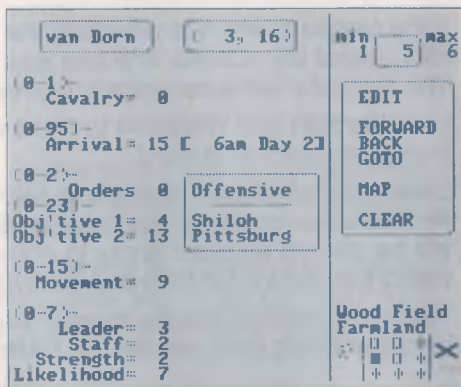 van Dorn ( 3, 16)
min max
1 5 6
(0-1)-
Cavalry= 0
(0-95)-
Arrival= 15 [ 6am Day 2]
(0-2)-
Orders 0 Offensive
(0-23)-
Obj'tive 1= 4 Shiloh
Obj'tive 2= 13 Pittsburg
(0-15)-
Movement= 9
(0-7)-
Leader= 3
Staff= 2
Strength= 2
Likelihood= 7
EDIT
FORWARD
BACK
GOTO
MAP
CLEAR
Wood Field
Farmland